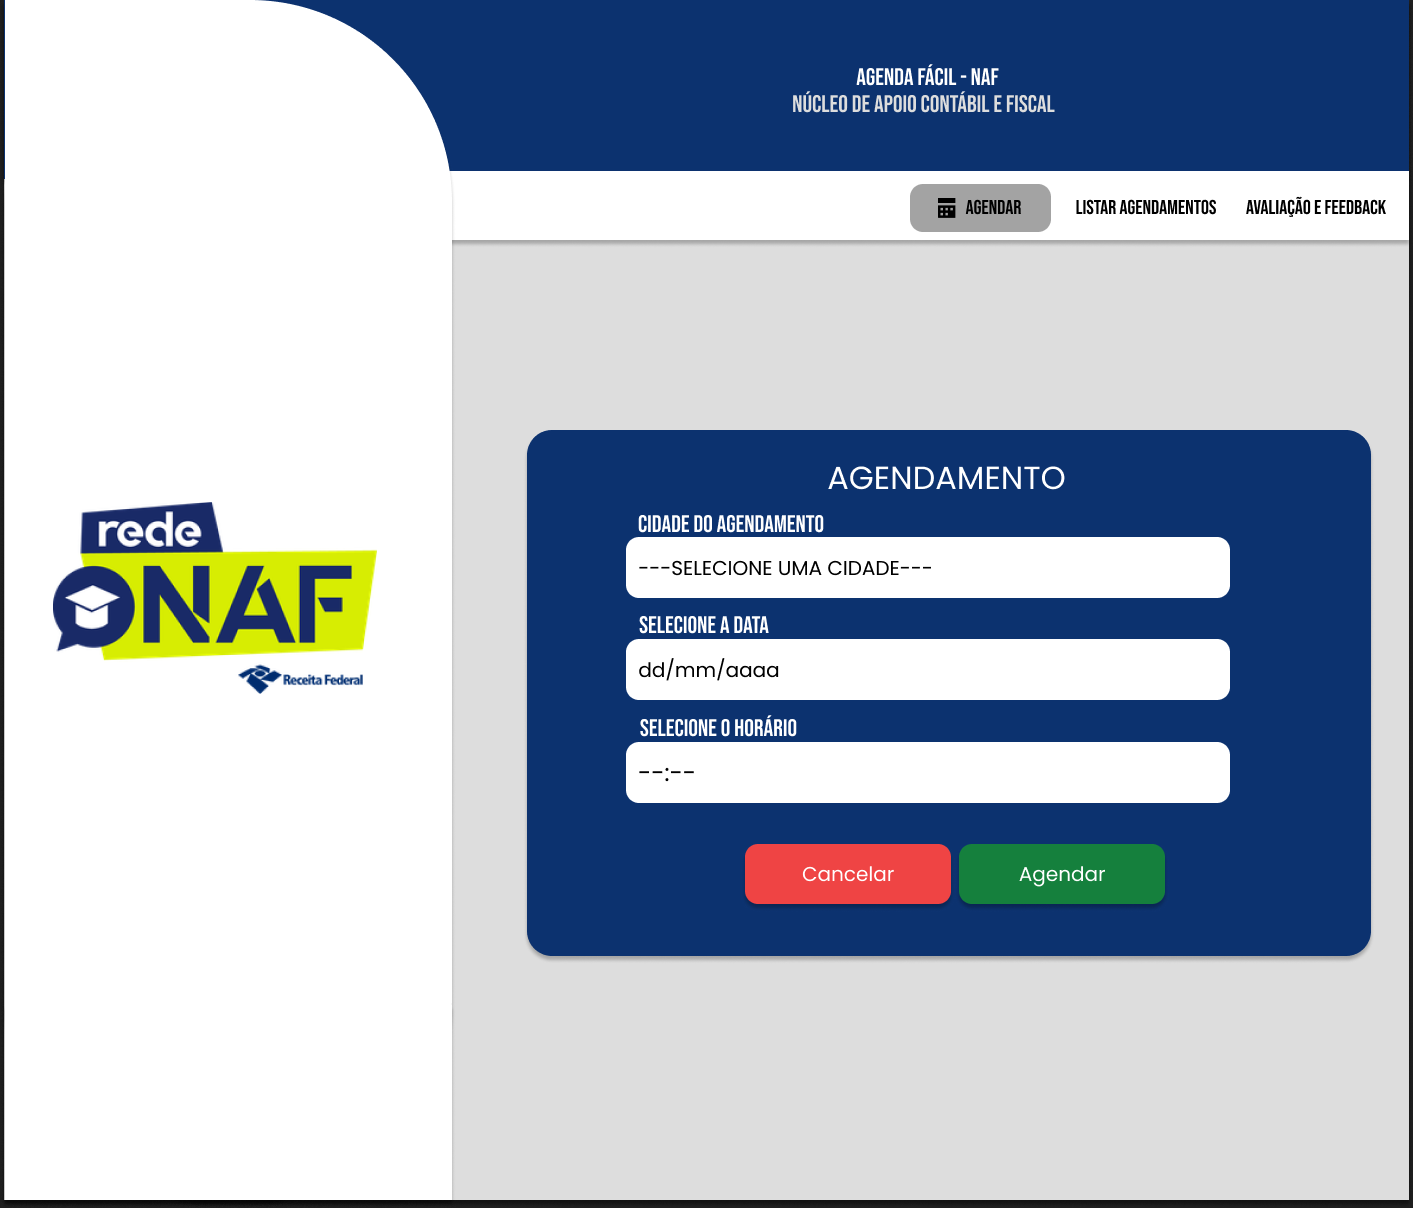 AGENDA FÁCIL - NAF
NÚCLEO DE APOIO CONTÁBIL E FISCAL
AGENDAR
LISTAR AGENDAMENTOS
AVALIAÇÃO E FEEDBACK
rede
NAF
Receita Federal
AGENDAMENTO
CIDADE DO AGENDAMENTO
---SELECIONE UMA CIDADE---
SELECIONE A DATA
dd/mm/aaaa
SELECIONE O HORÁRIO
--:--
Cancelar
Agendar